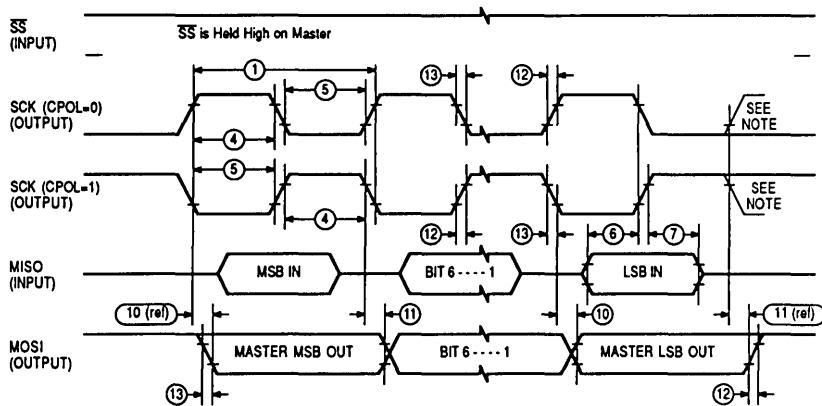 SS
(INPUT)
SS is Held High on Master
1
13
12
5
SCK (CPOL=0)
(OUTPUT)
SEE
NOTE
4
5
SCK (CPOL=1)
(OUTPUT)
SEE
NOTE
4
12
13
6
7
MISO
(INPUT)
MSB IN
BIT 6 - - - - 1
LSB IN
10 (ref)
11
10
11 (ref)
MOSI
(OUTPUT)
MASTER MSB OUT
BIT 6 - - - - 1
MASTER LSB OUT
13
12